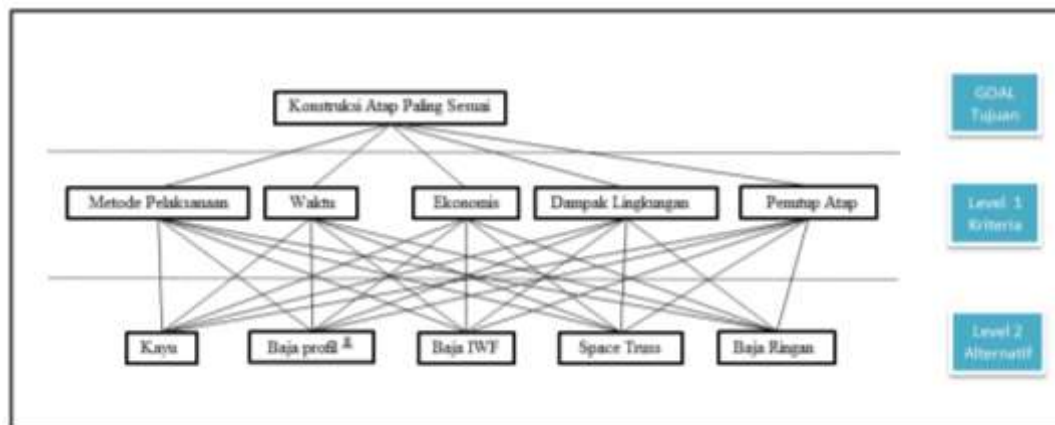 Konstruksi Atap Paling Sesuai
GOAL
Tujuan
Metode Pelaksanaan
Waktu
Ekonomis
Dampak Lingkungan
Penutup Atap
Level 1
Kriteria
Kayu
Baja profil
Baja IWF
Space Truss
Baja Ringan
Level 2
Alternatif